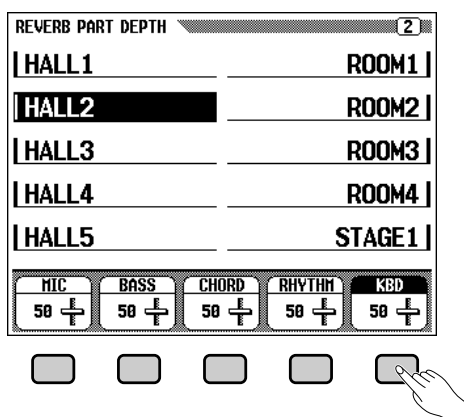 REVERB PART DEPTH 2
HALL1 ROOM1
HALL2 ROOM2
HALL3 ROOM3
HALL4 ROOM4
HALL5 STAGE1
MIC BASS CHORD RHYTHM KBD
50 50 50 50 50